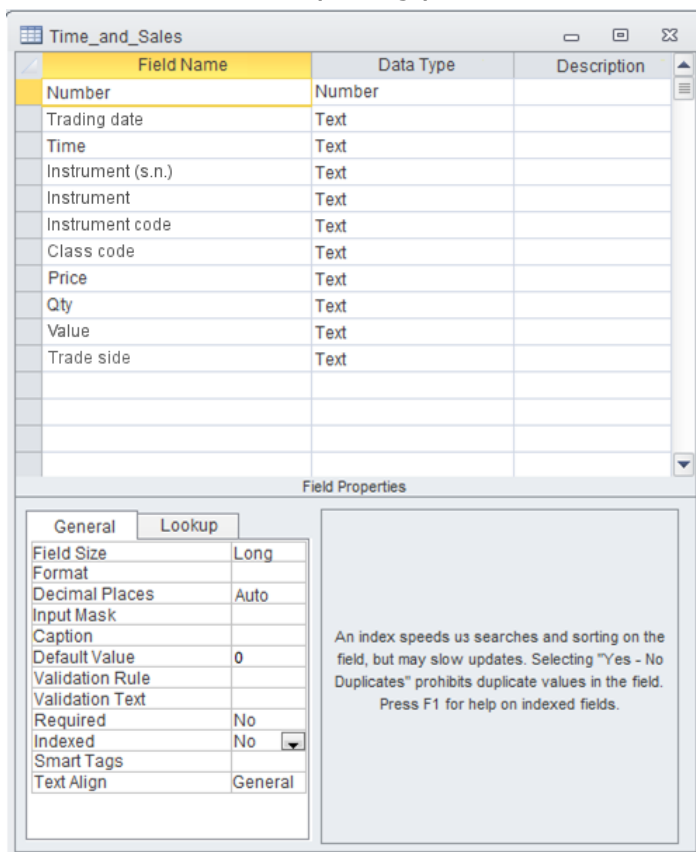 Time_and_Sales
Field Name Data Type Description
Number Number
Trading date Text
Time Text
Instrument (s.n.) Text
Instrument Text
Instrument code Text
Class code Text
Price Text
Qty Text
Value Text
Trade side Text
Field Properties
General Lookup
Field Size Long
Format
Decimal Places Auto
Input Mask
Caption
Default Value 0
Validation Rule
Validation Text
Required No
Indexed No
Smart Tags
Text Align General
An index speeds uз searches and sorting on the
field, but may slow updates. Selecting "Yes - No
Duplicates" prohibits duplicate values in the field.
Press F1 for help on indexed fields.